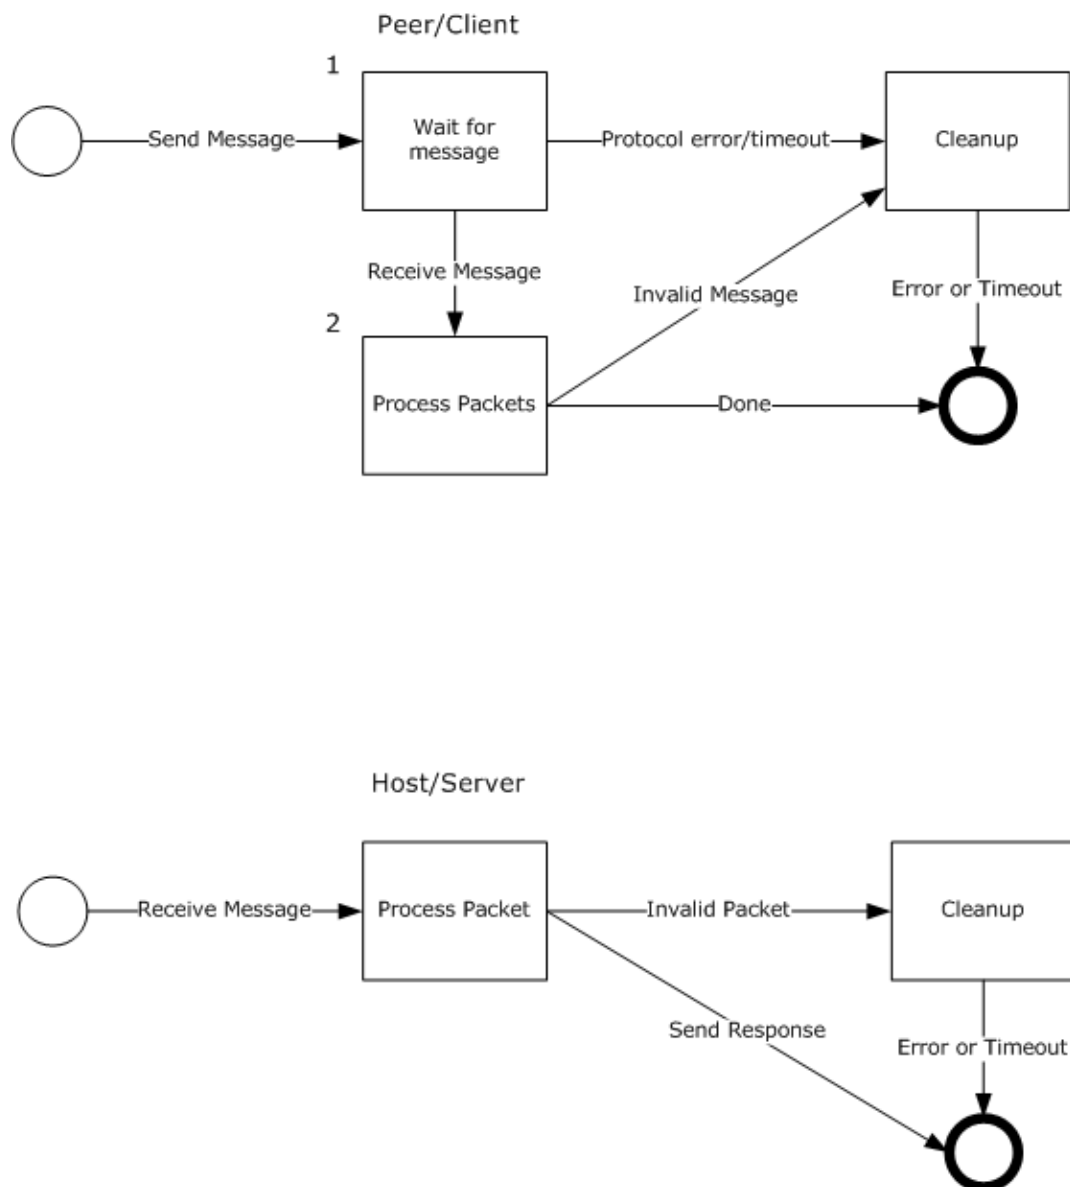 Peer/Client
1
Wait for
message
Send Message
Protocol error/timeout
Cleanup
Receive Message
Invalid Message
Error or Timeout
2
Process Packets
Done
Host/Server
Receive Message
Process Packet
Invalid Packet
Cleanup
Send Response
Error or Timeout